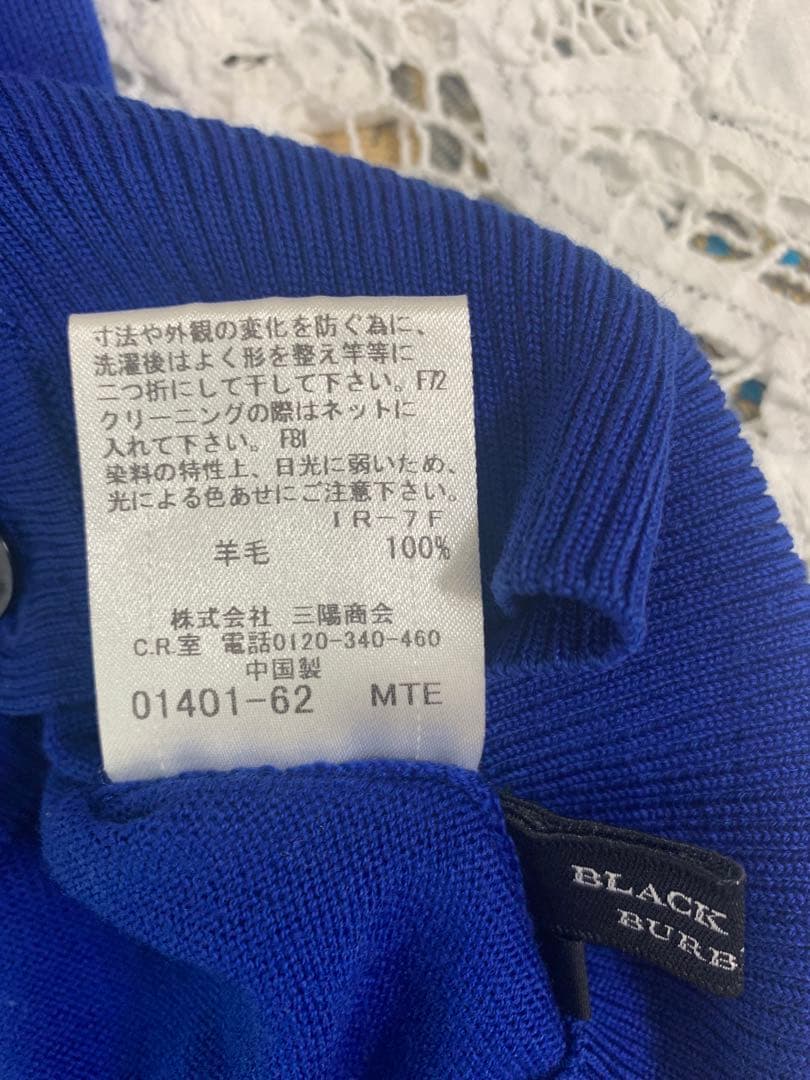 寸法や外観の変化を防ぐ為に、
洗濯後はよく形を整え竿等に
二つ折にして干して下さい。F72
クリーニングの際はネットに
入れて下さい。F81
染料の特性上、日光に弱いため、
光による色あせにご注意下さい。
IR-7F
羊毛 100%
株式会社 三陽商会
C.R.室 電話0120-340-460
中国製
01401-62 MTE
BLACK
BURB